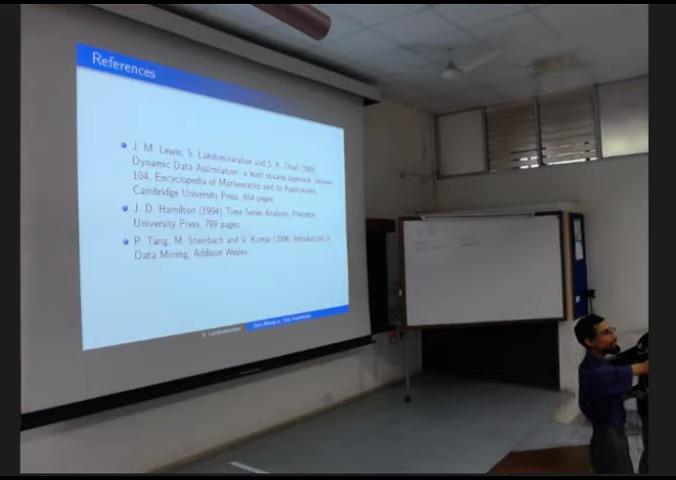 References
J. M. Lewis, S. Lakshmivarahan and S. K. Dhall (2006)
Dynamic Data Assimilation: a least squares approach, Volume
104, Encyclopedia of Mathematics and its Applications,
Cambridge University Press, 654 pages
J. D. Hamilton (1994) Time Series Analysis, Princeton
University Press, 799 pages
P. Tang, M. Steinbach and V. Kumar (2006) Introduction to
Data Mining, Addison Wesley
S. Lakshmivarahan